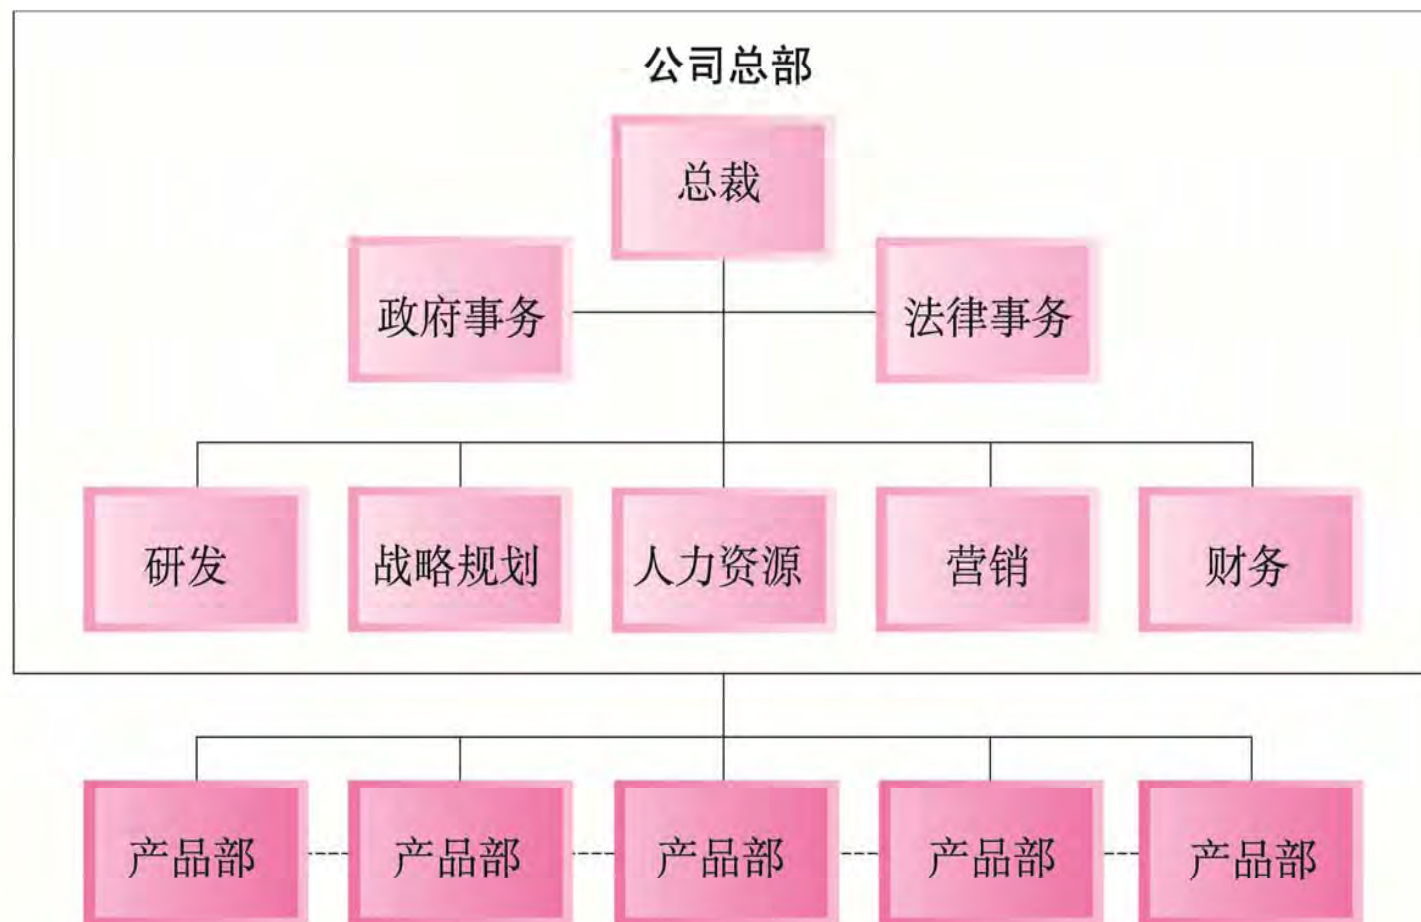 公司总部
总裁
政府事务
法律事务
研发
战略规划
人力资源
营销
财务
产品部
产品部
产品部
产品部
产品部